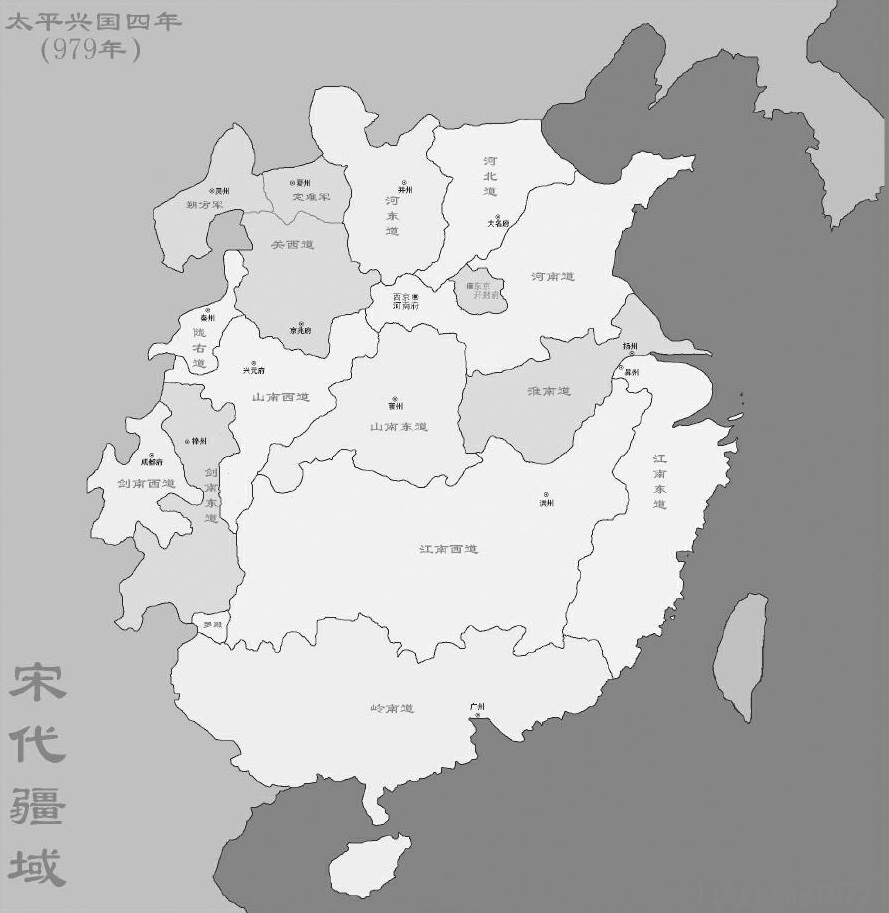 太平兴国四年
(979年)
河北道
灵州
夏州
并州
朔方军
定难军
河东道
大名府
关西道
河南道
东京
开封府
西京
河南府
秦州
京兆府
陇右道
扬州
昇州
兴元府
山南西道
淮南道
襄州
山南东道
梓州
成都府
剑南西道
剑南东道
江南东道
洪州
江南西道
罗殿
岭南道
广州
宋代疆域